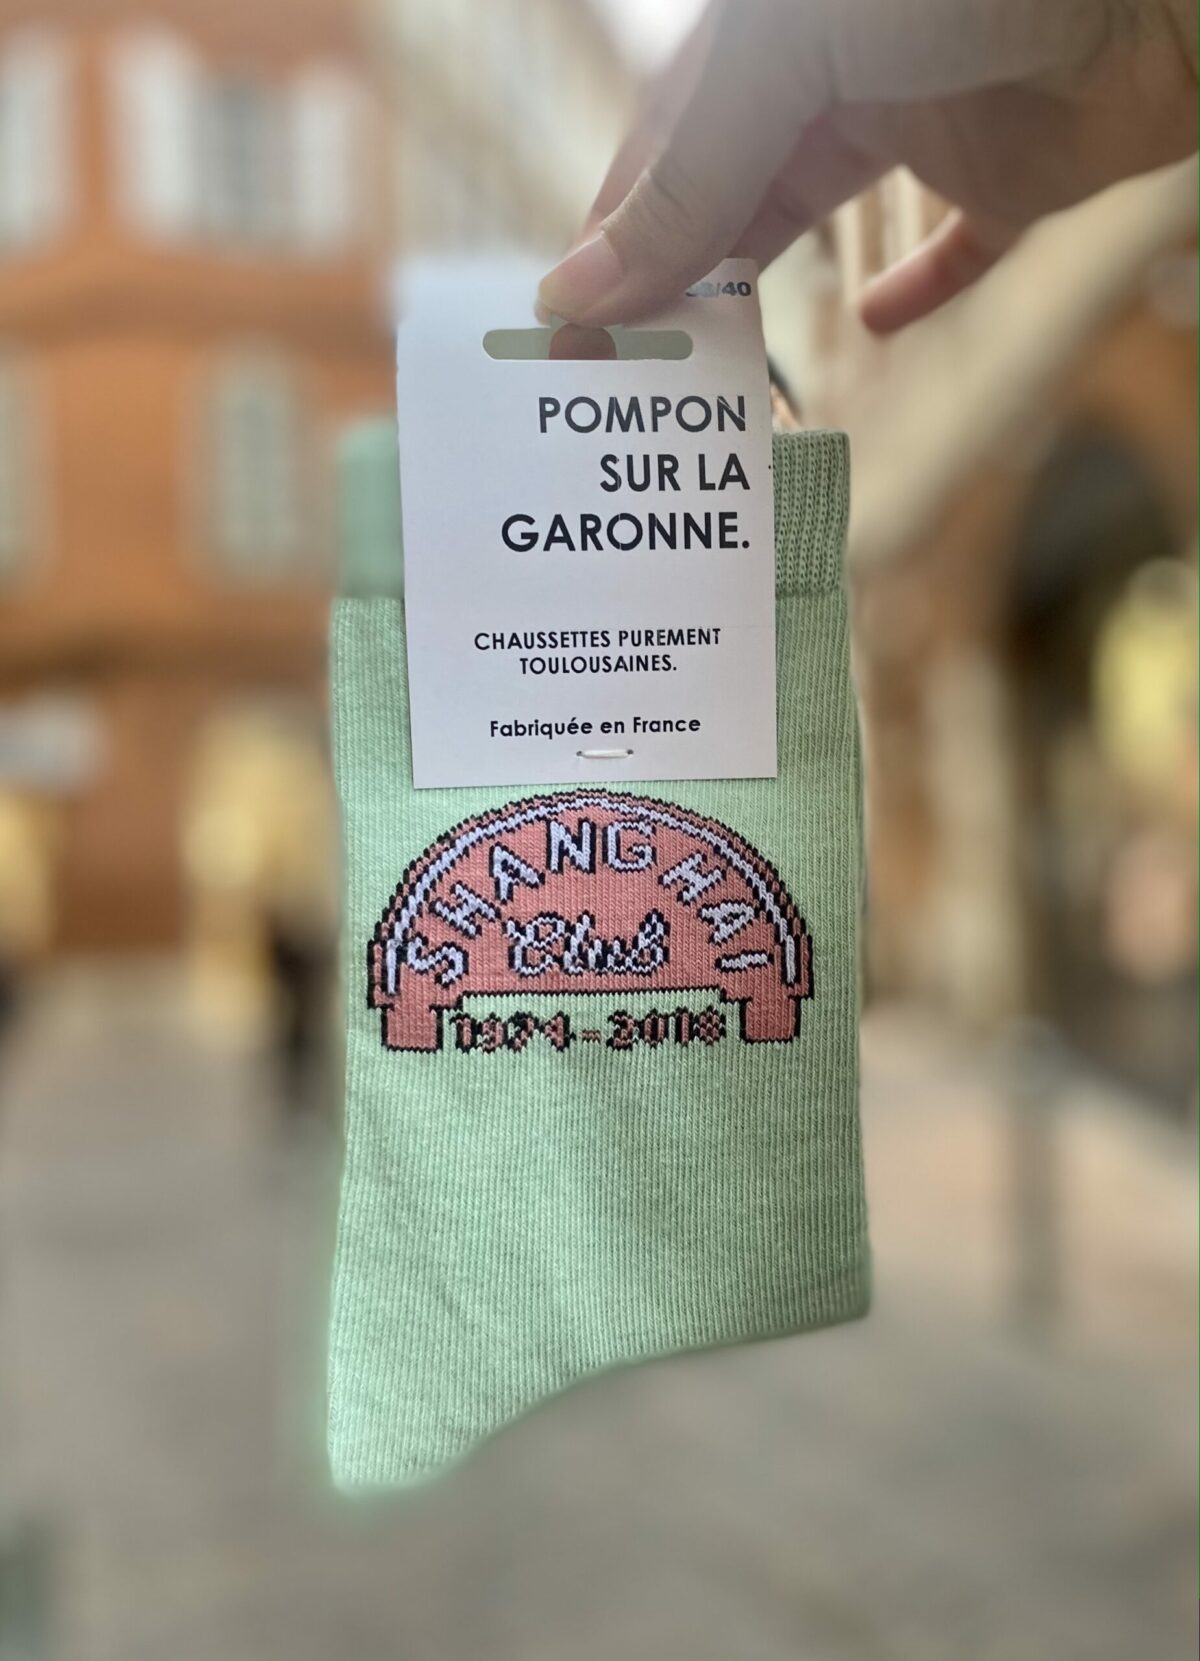 POMPON
SUR LA
GARONNE.
CHAUSSETTES PUREMENT
TOULOUSAINES.
Fabriquée en France
SHANGHAI
Club